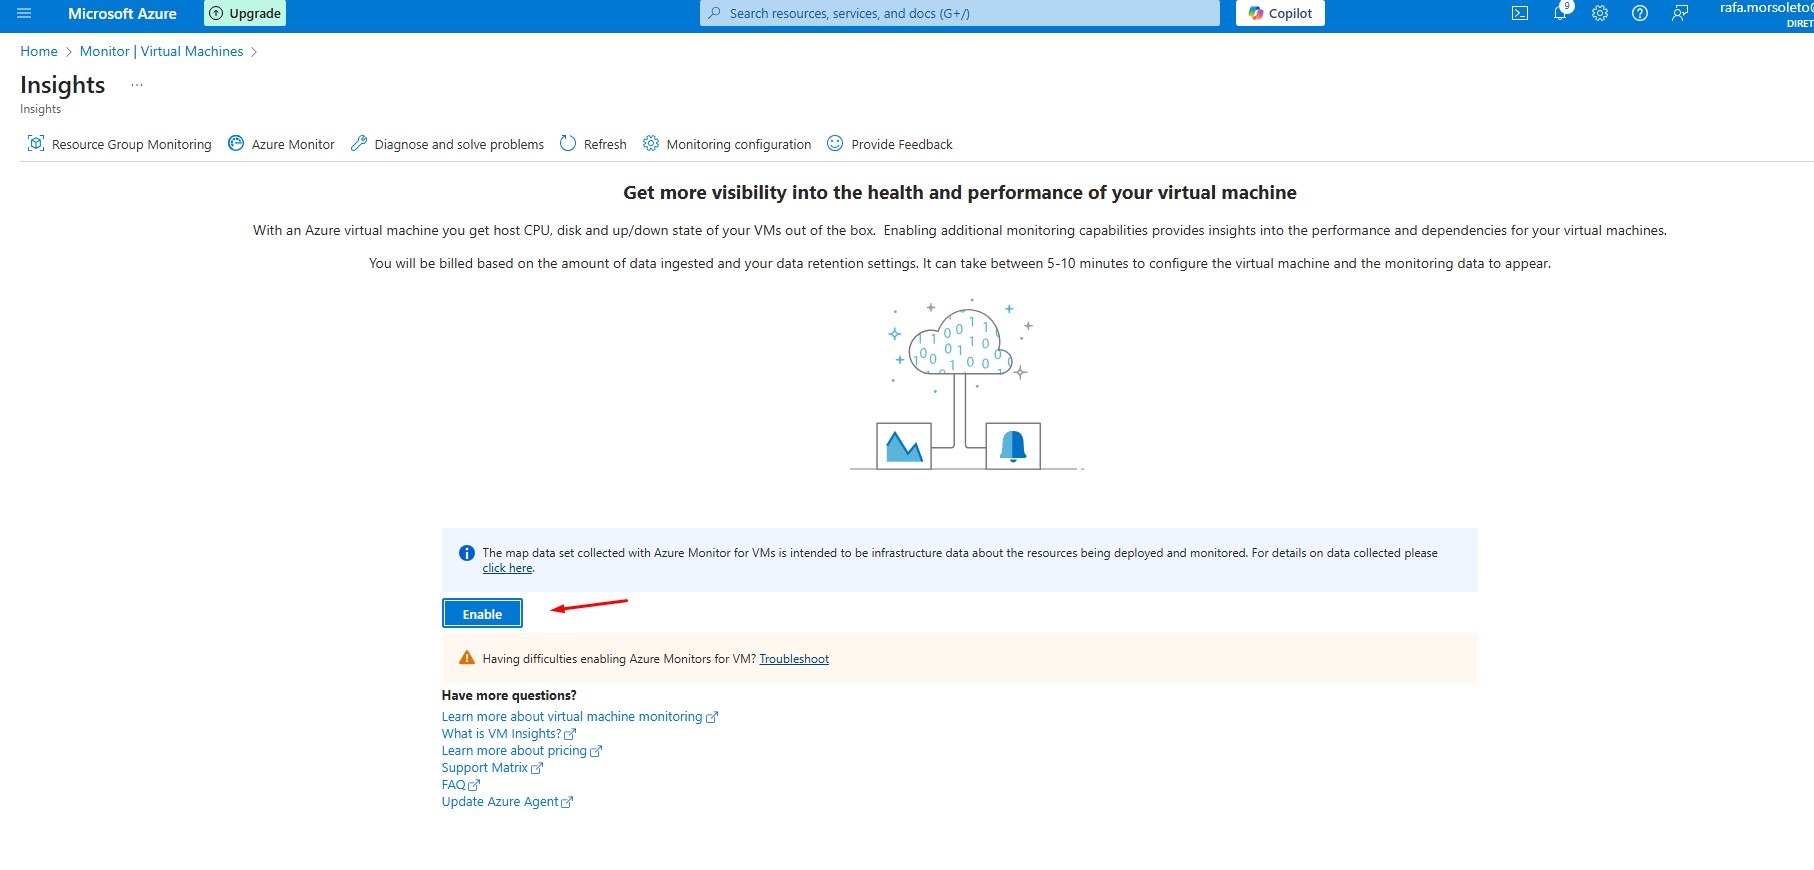 Microsoft Azure
Upgrade
Search resources, services, and docs (G+/)
Copilot
9
rafa.morsoleto@
DIRET
Home > Monitor | Virtual Machines >
Insights ...
Insights
Resource Group Monitoring Azure Monitor Diagnose and solve problems Refresh Monitoring configuration Provide Feedback
Get more visibility into the health and performance of your virtual machine
With an Azure virtual machine you get host CPU, disk and up/down state of your VMs out of the box. Enabling additional monitoring capabilities provides insights into the performance and dependencies for your virtual machines.
You will be billed based on the amount of data ingested and your data retention settings. It can take between 5-10 minutes to configure the virtual machine and the monitoring data to appear.
The map data set collected with Azure Monitor for VMs is intended to be infrastructure data about the resources being deployed and monitored. For details on data collected please
click here.
Enable
Having difficulties enabling Azure Monitors for VM? Troubleshoot
Have more questions?
Learn more about virtual machine monitoring
What is VM Insights?
Learn more about pricing
Support Matrix
FAQ
Update Azure Agent